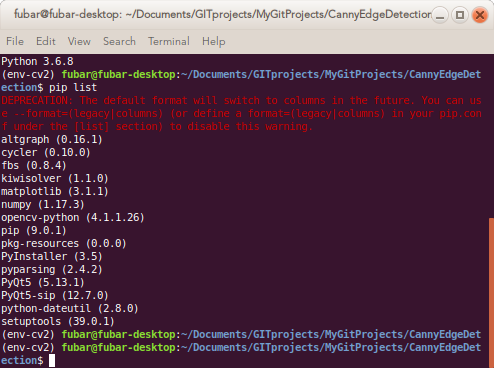 fubar@fubar-desktop: ~/Documents/GITprojects/MyGitProjects/CannyEdgeDetection
File Edit View Search Terminal Help
Python 3.6.8
(env-cv2) fubar@fubar-desktop:~/Documents/GITprojects/MyGitProjects/CannyEdgeDet
ection$ pip list
DEPRECATION: The default format will switch to columns in the future. You can us
e --format=(legacy|columns) (or define a format=(legacy|columns) in your pip.con
f under the [list] section) to disable this warning.
altgraph (0.16.1)
cycler (0.10.0)
fbs (0.8.4)
kiwisolver (1.1.0)
matplotlib (3.1.1)
numpy (1.17.3)
opencv-python (4.1.1.26)
pip (9.0.1)
pkg-resources (0.0.0)
PyInstaller (3.5)
pyparsing (2.4.2)
PyQt5 (5.13.1)
PyQt5-sip (12.7.0)
python-dateutil (2.8.0)
setuptools (39.0.1)
(env-cv2) fubar@fubar-desktop:~/Documents/GITprojects/MyGitProjects/CannyEdgeDet
(env-cv2) fubar@fubar-desktop:~/Documents/GITprojects/MyGitProjects/CannyEdgeDet
ection$